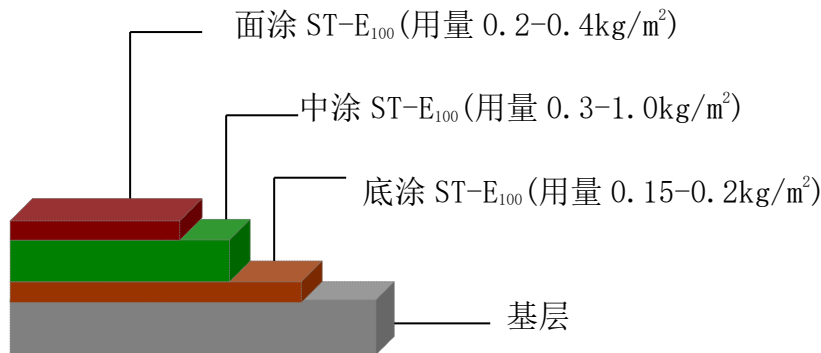 面涂 ST-E₁₀₀(用量 0.2-0.4kg/m²)
中涂 ST-E₁₀₀(用量 0.3-1.0kg/m²)
底涂 ST-E₁₀₀(用量 0.15-0.2kg/m²)
基层